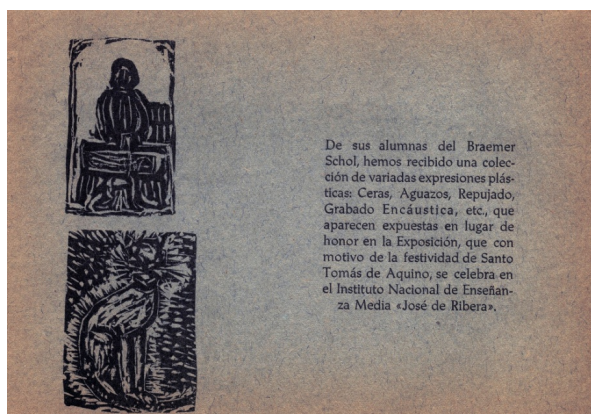 De sus alumnas del Braemer
Schol, hemos recibido una colec-
ción de variadas expresiones plás-
ticas: Ceras, Aguazos, Repujado,
Grabado Encáustica, etc., que
aparecen expuestas en lugar de
honor en la Exposición, que con
motivo de la festividad de Santo
Tomás de Aquino, se celebra en
el Instituto Nacional de Enseñan-
za Media «José de Ribera».